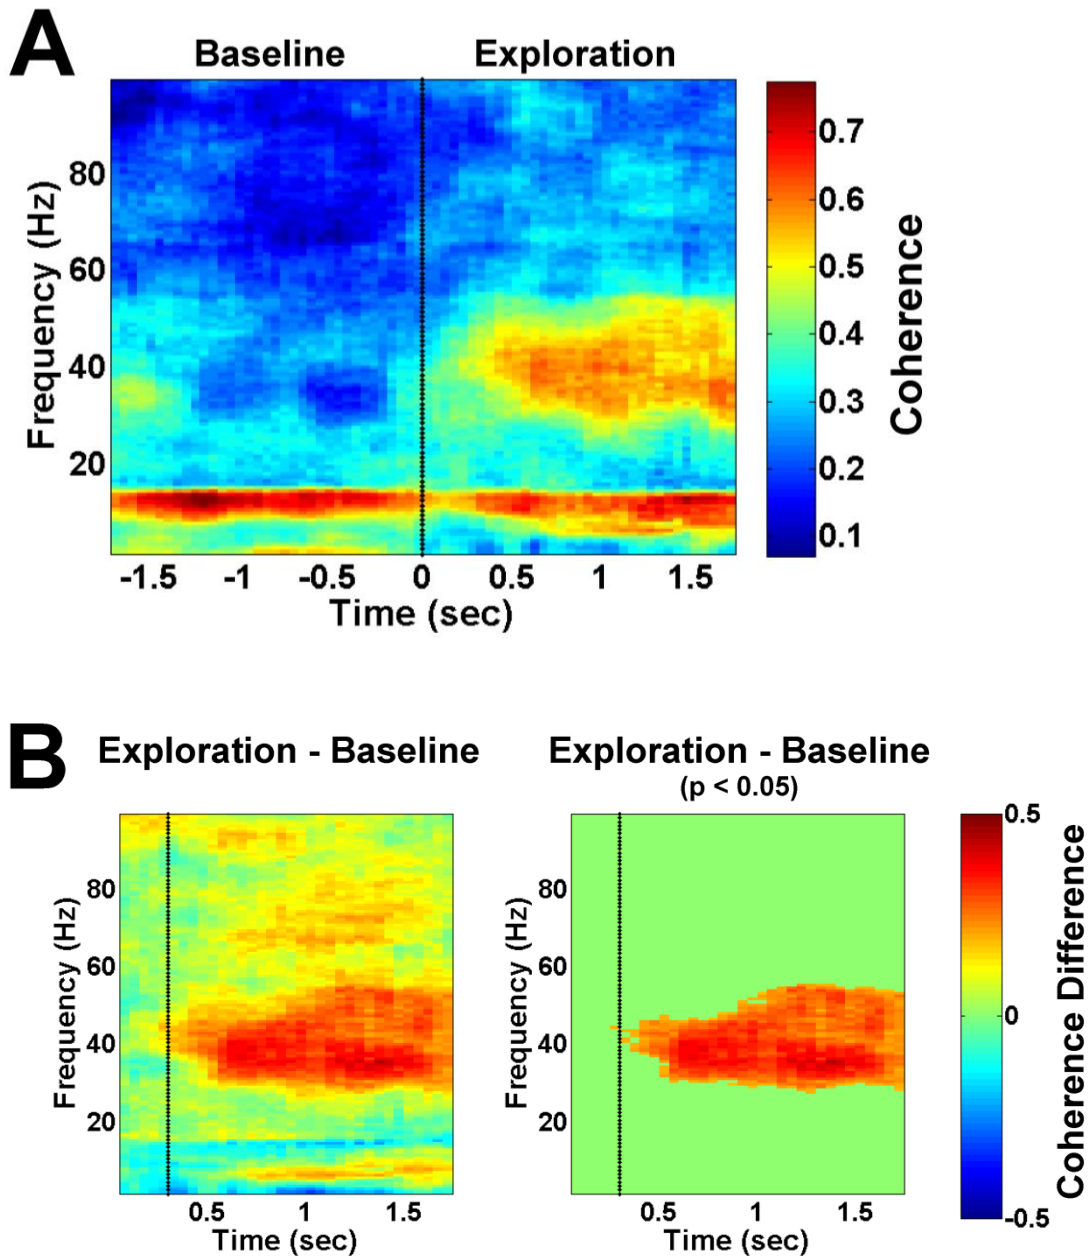 A
Baseline Exploration
80
60
40
20
Frequency (Hz)
-1.5 -1 -0.5 0 0.5 1 1.5
Time (sec)
0.7
0.6
0.5
0.4
0.3
0.2
0.1
Coherence
B
Exploration - Baseline
80
60
40
20
Frequency (Hz)
0.5 1 1.5
Time (sec)
Exploration - Baseline
(p < 0.05)
80
60
40
20
Frequency (Hz)
0.5 1 1.5
Time (sec)
0.5
0
-0.5
Coherence Difference